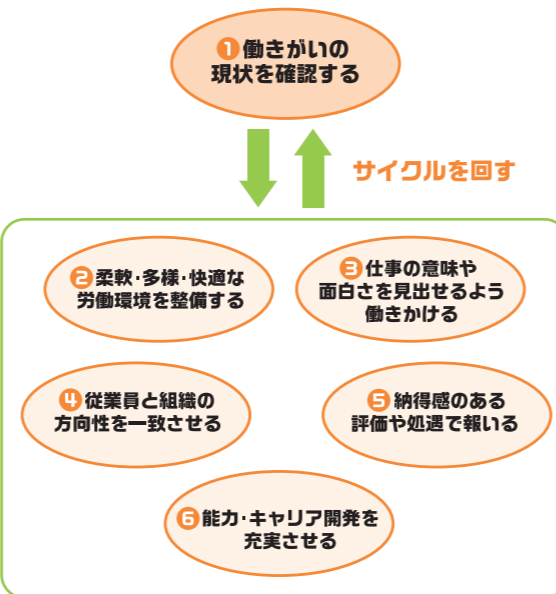 ❶働きがいの
現状を確認する
サイクルを回す
❷柔軟・多様・快適な
労働環境を整備する
❸仕事の意味や
面白さを見出せるよう
働きかける
❹従業員と組織の
方向性を一致させる
❺納得感のある
評価や処遇で報いる
❻能力・キャリア開発を
充実させる